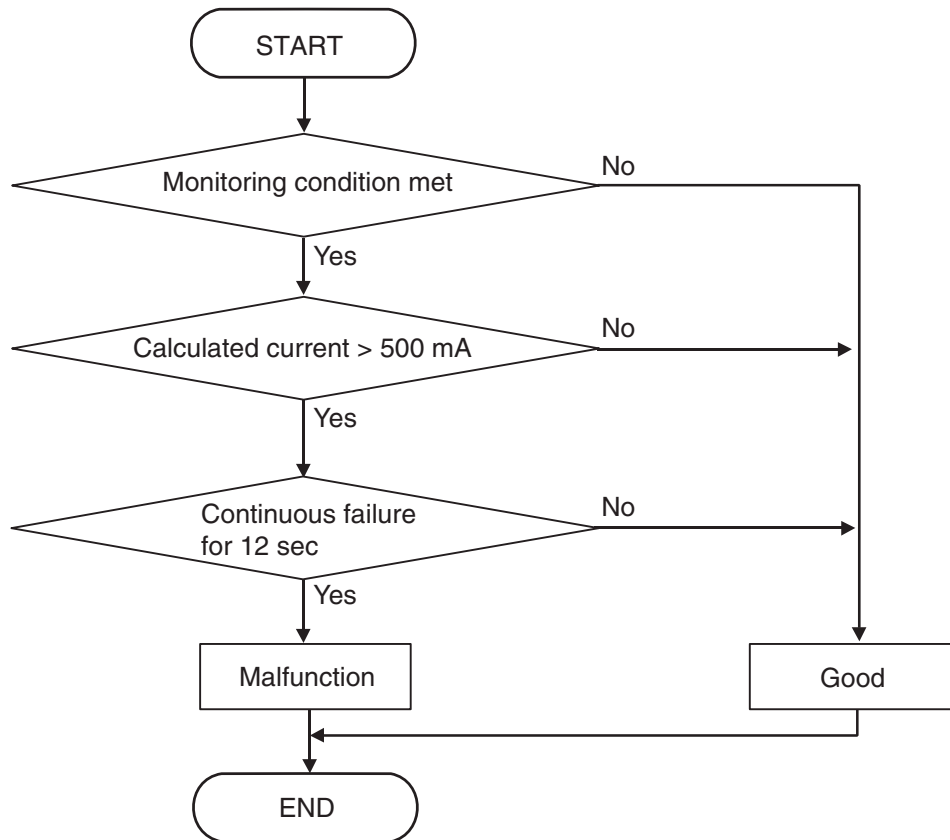 START
Monitoring condition met
No
Yes
Calculated current > 500 mA
No
Yes
Continuous failure
for 12 sec
No
Yes
Malfunction
Good
END